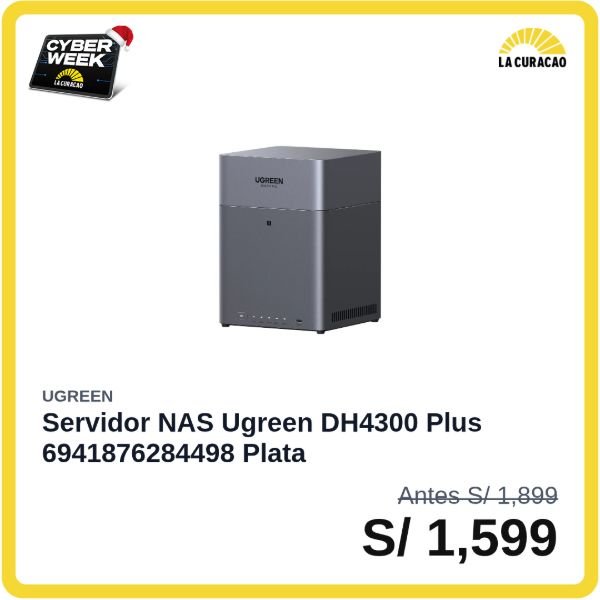 CYBER
WEEK
LA CURACAO
LA CURACAO
UGREEN
UGREEN
Servidor NAS Ugreen DH4300 Plus
6941876284498 Plata
Antes S/ 1,899
S/ 1,599